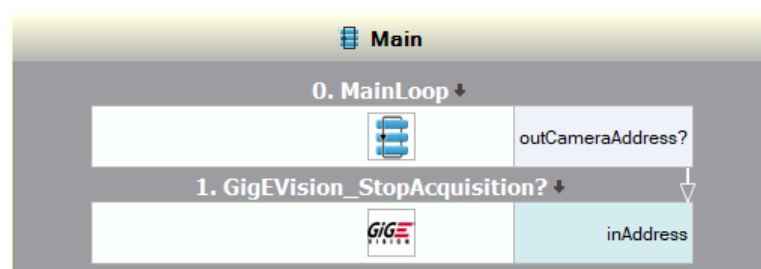 Main
0. MainLoop
outCameraAddress?
1. GigEVision_StopAcquisition?
GiGE
VISION
inAddress